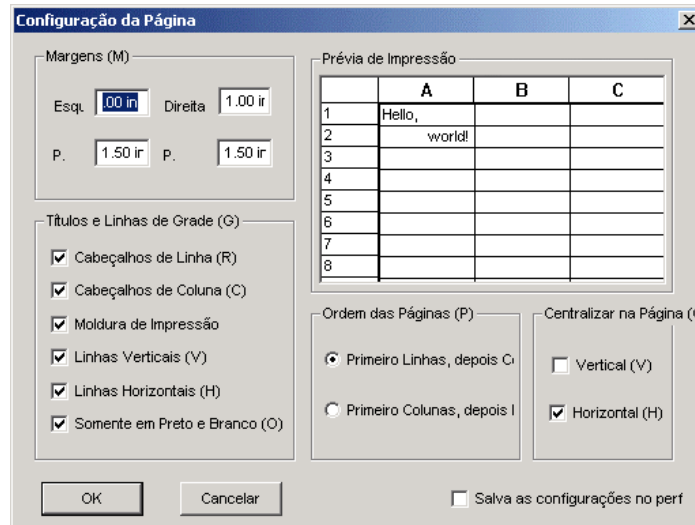 Configuração da Página
Margens (M)
Esqu .00 in Direita 1.00 in
P. 1.50 in P. 1.50 in
Títulos e Linhas de Grade (G)
Cabeçalhos de Linha (R)
Cabeçalhos de Coluna (C)
Moldura de Impressão
Linhas Verticais (V)
Linhas Horizontais (H)
Somente em Preto e Branco (O)
Prévia de Impressão
A B C
1 Hello,
2 world!
3
4
5
6
7
8
Ordem das Páginas (P)
Primeiro Linhas, depois C
Primeiro Colunas, depois
Centralizar na Página (
Vertical (V)
Horizontal (H)
OK
Cancelar
Salva as configurações no perf